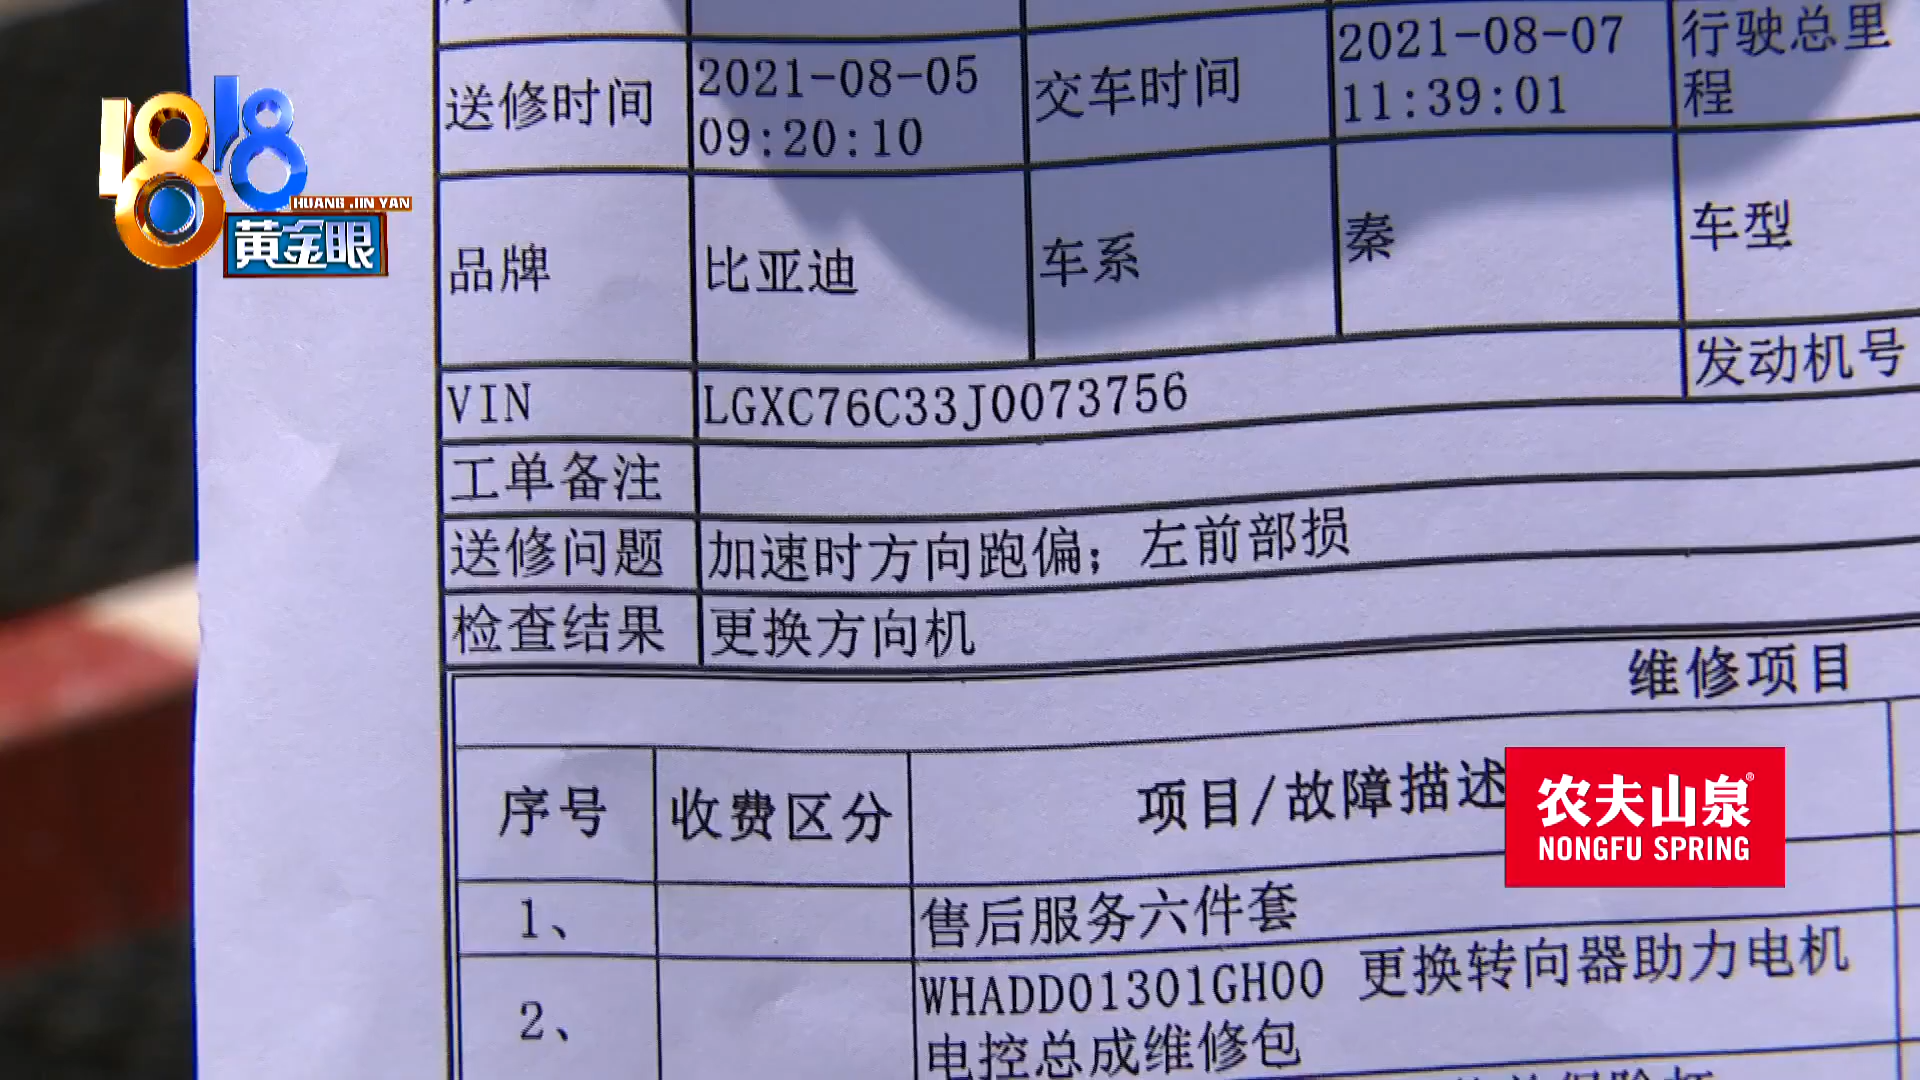 送修时间 2021-08-05 09:20:10 交车时间 2021-08-07 11:39:01 行驶总里程
1818
HUANG JIN YAN
黄金眼
品牌 比亚迪 车系 秦 车型
VIN LGXC76C33J0073756 发动机号
工单备注
送修问题 加速时方向跑偏；左前部损
检查结果 更换方向机
维修项目
序号 收费区分 项目/故障描述
农夫山泉®
NONGFU SPRING
1、 售后服务六件套
2、 WHADD01301GH00 更换转向器助力电机
电控总成维修包